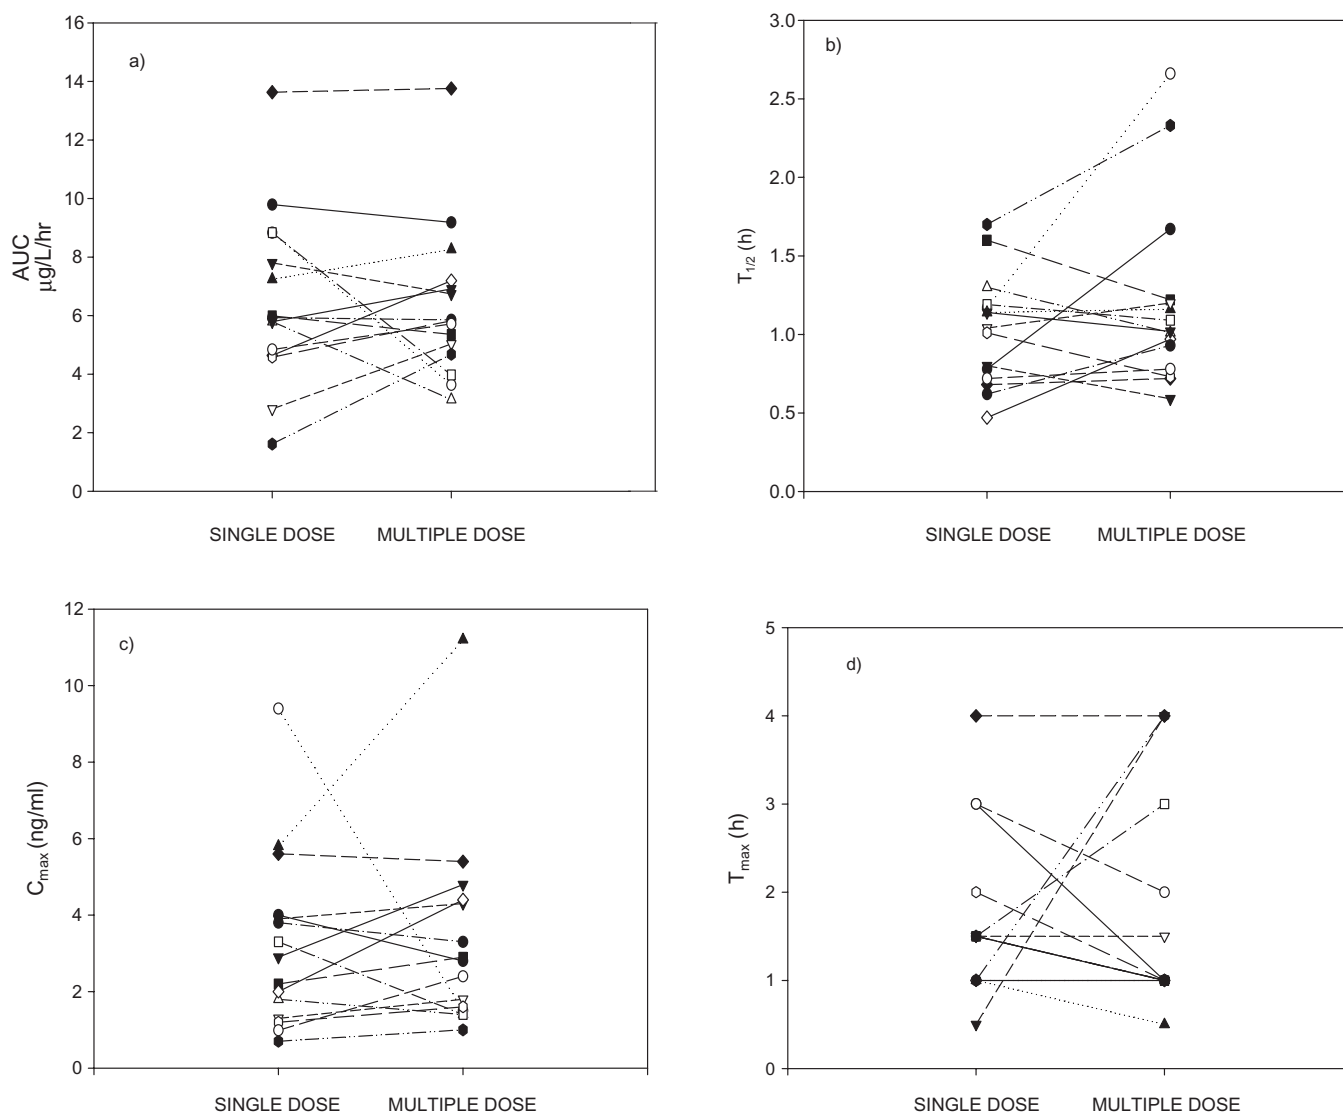 a)
16
14
12
10
8
6
4
2
0
AUC
µg/L/hr
SINGLE DOSE MULTIPLE DOSE
b)
3.0
2.5
2.0
1.5
1.0
0.5
0.0
T1/2 (h)
SINGLE DOSE MULTIPLE DOSE
c)
12
10
8
6
4
2
0
Cmax (ng/ml)
SINGLE DOSE MULTIPLE DOSE
d)
5
4
3
2
1
0
Tmax (h)
SINGLE DOSE MULTIPLE DOSE